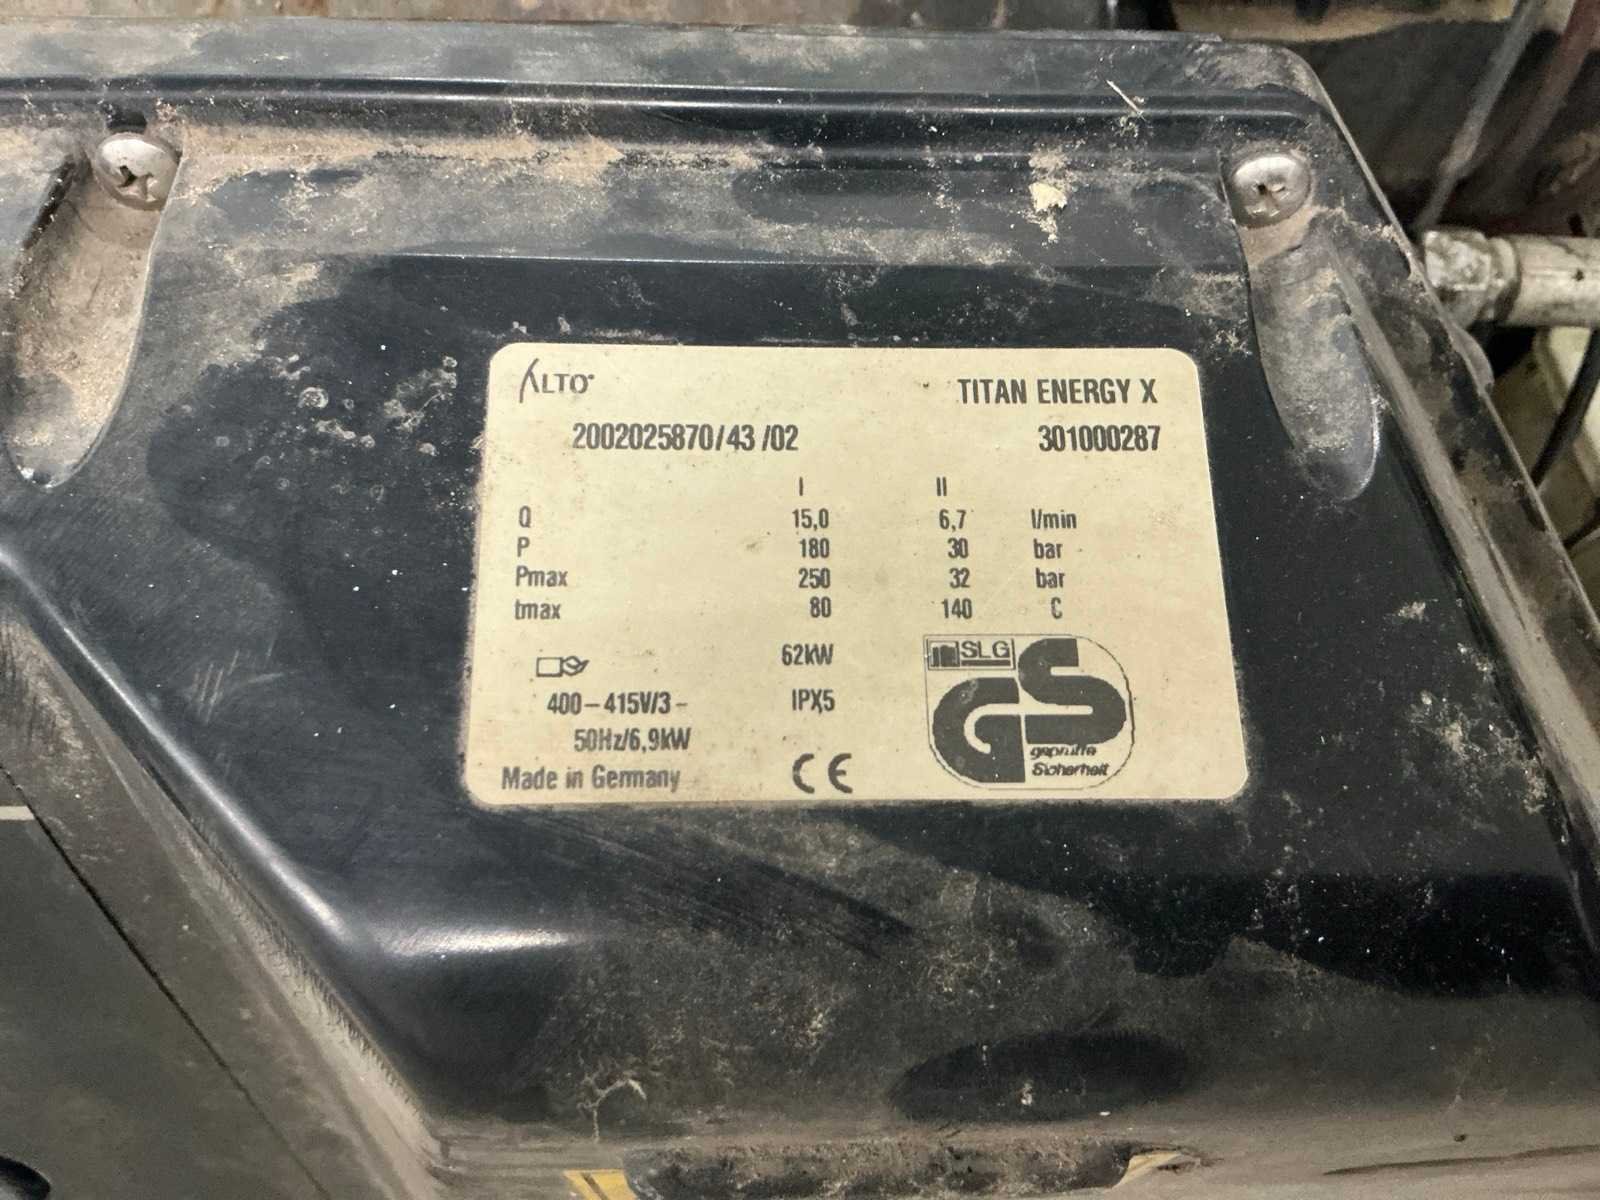 ALTO
TITAN ENERGY X
2002025870/43 /02 301000287
I II
Q 15,0 6,7 l/min
P 180 30 bar
Pmax 250 32 bar
tmax 80 140 C
62kW
400-415V/3~ IPX5
50Hz/6,9kW
Made in Germany CE
SLG
GS
geprüfte
Sicherheit